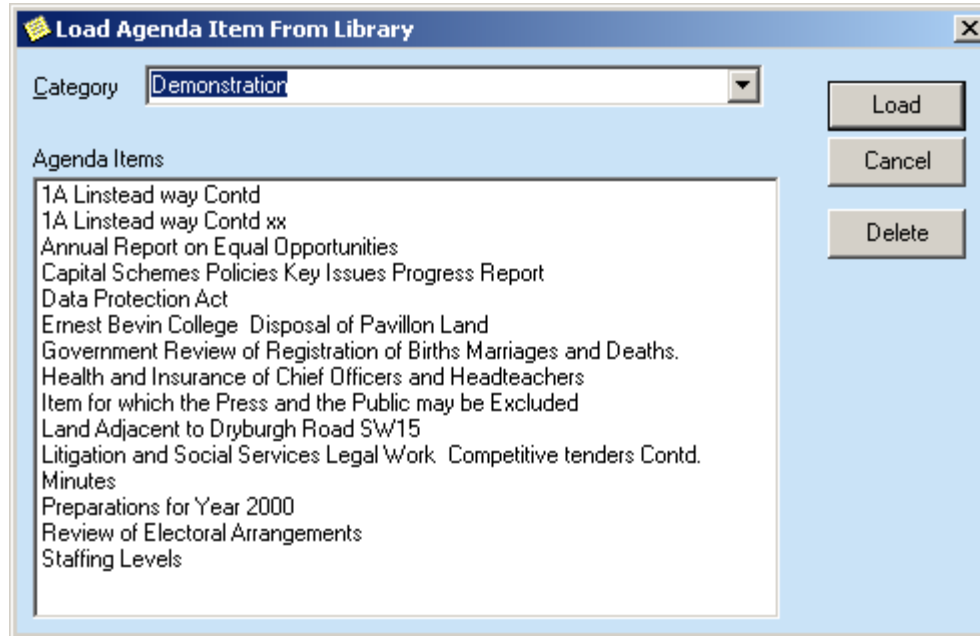 Load Agenda Item From Library
Category Demonstration
Load
Cancel
Delete
Agenda Items
1A Linstead way Contd
1A Linstead way Contd xx
Annual Report on Equal Opportunities
Capital Schemes Policies Key Issues Progress Report
Data Protection Act
Ernest Bevin College  Disposal of Pavillon Land
Government Review of Registration of Births Marriages and Deaths.
Health and Insurance of Chief Officers and Headteachers
Item for which the Press and the Public may be Excluded
Land Adjacent to Dryburgh Road SW15
Litigation and Social Services Legal Work  Competitive tenders Contd.
Minutes
Preparations for Year 2000
Review of Electoral Arrangements
Staffing Levels